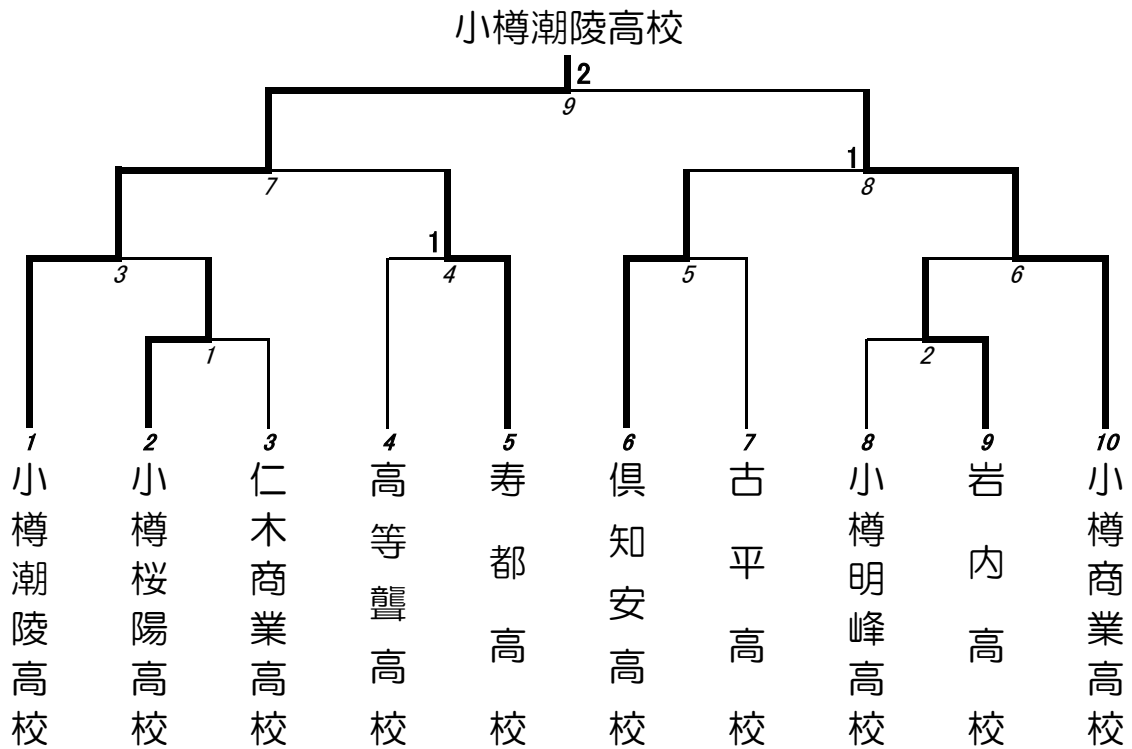 小樽潮陵高校
2
9
1
7
8
1
3
4
5
6
1
2
1
2
3
4
5
6
7
8
9
10
小樽潮陵高校
小樽桜陽高校
仁木商業高校
高等聾高校
寿都高校
倶知安高校
古平高校
小樽明峰高校
岩内高校
小樽商業高校